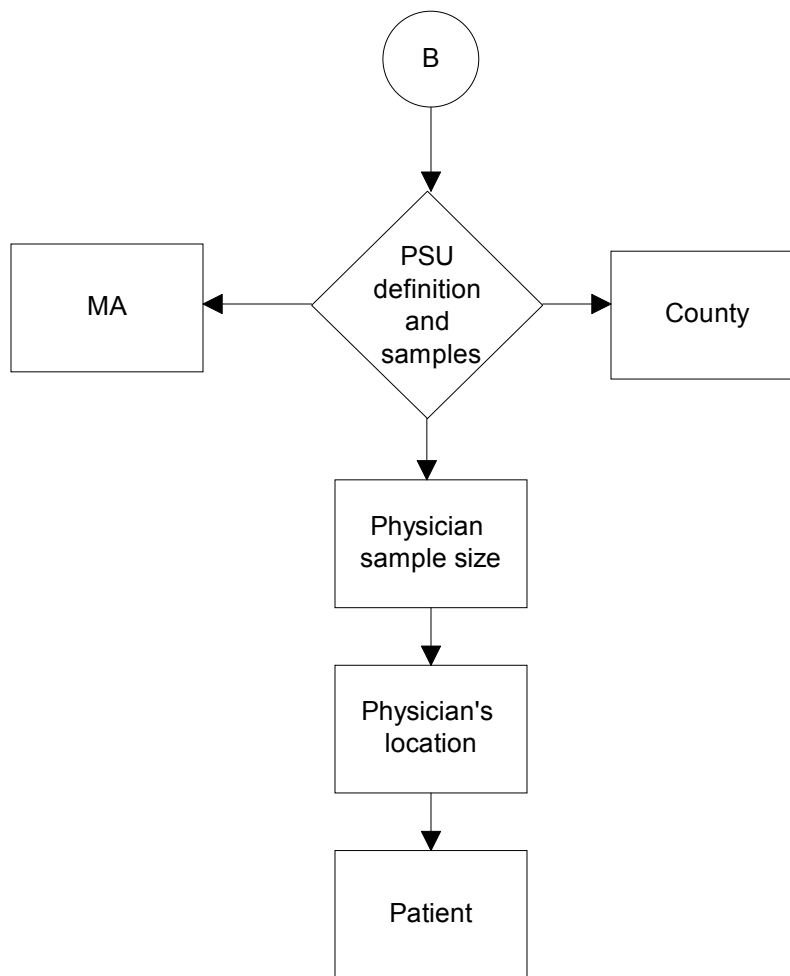 B
PSU
definition
and
samples
MA
County
Physician
sample size
Physician's
location
Patient